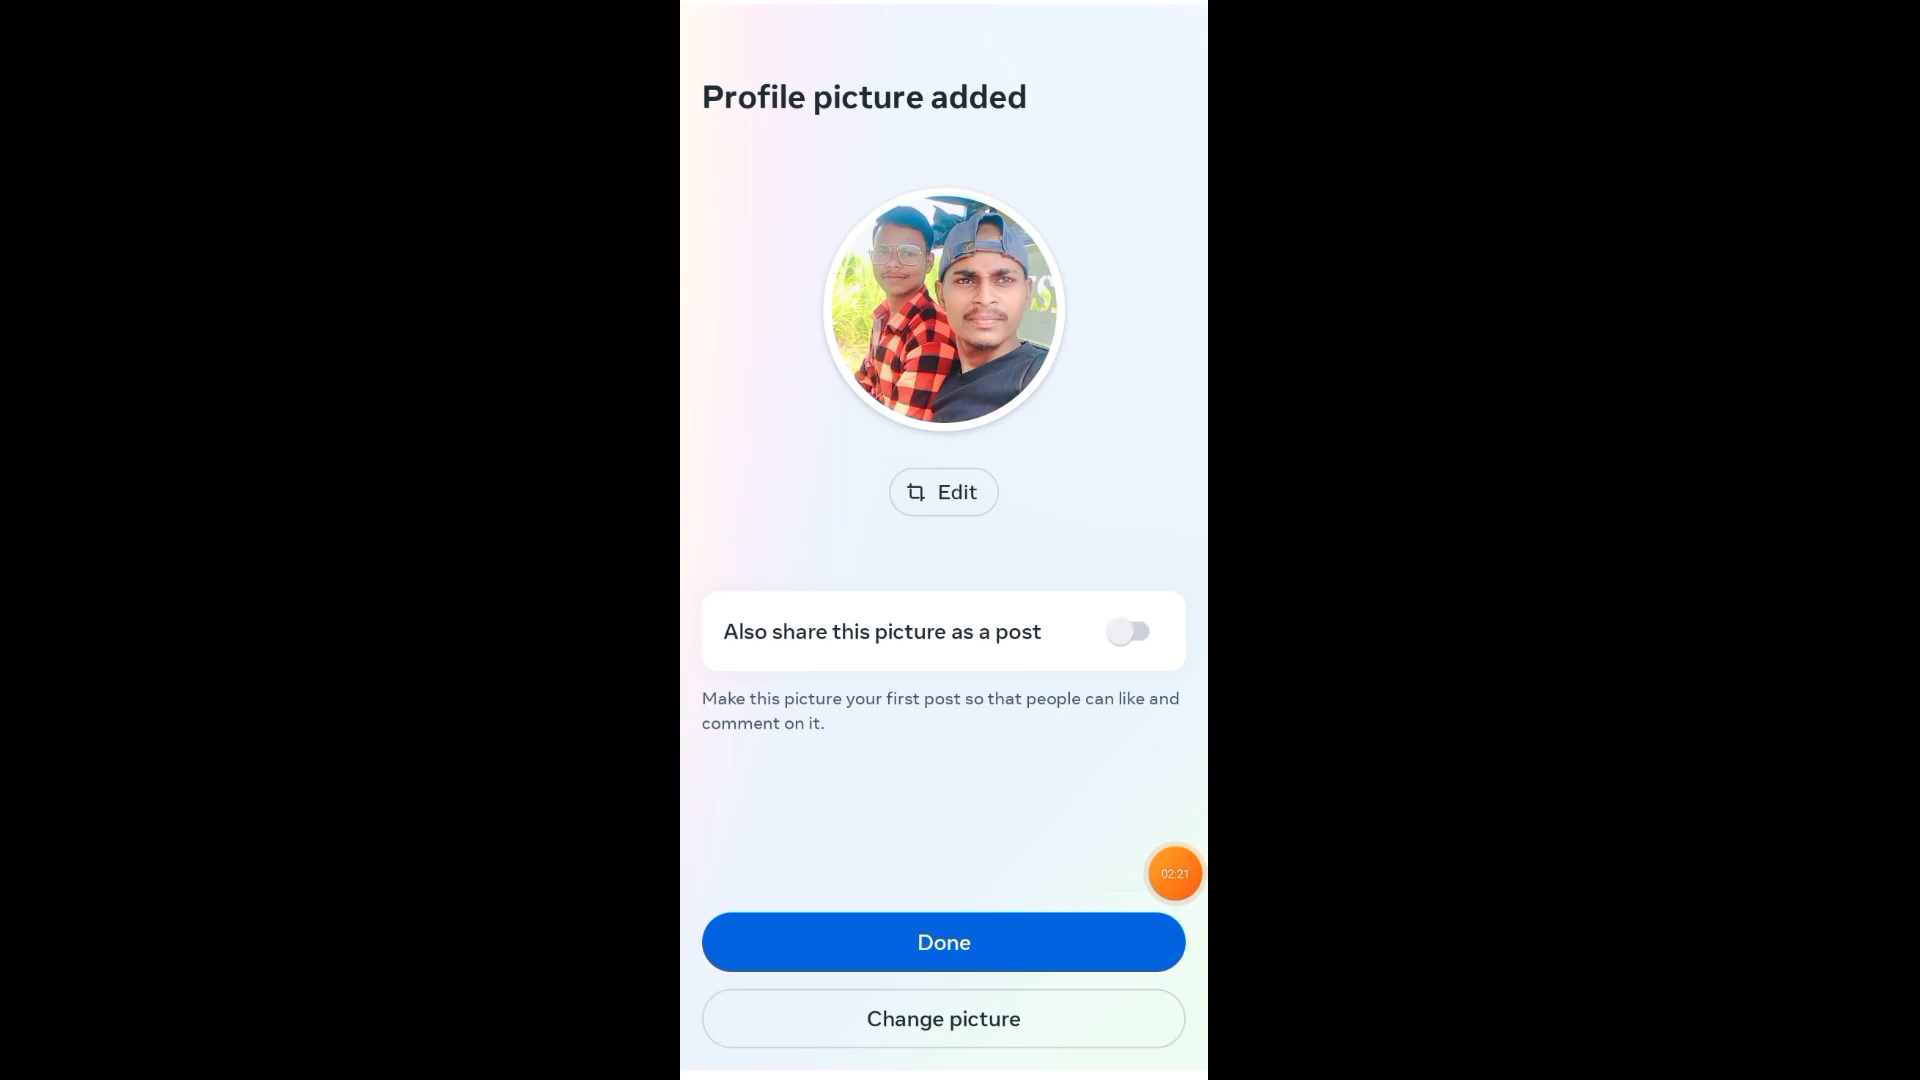 Profile picture added
Edit
Also share this picture as a post
Make this picture your first post so that people can like and
comment on it.
02:21
Done
Change picture